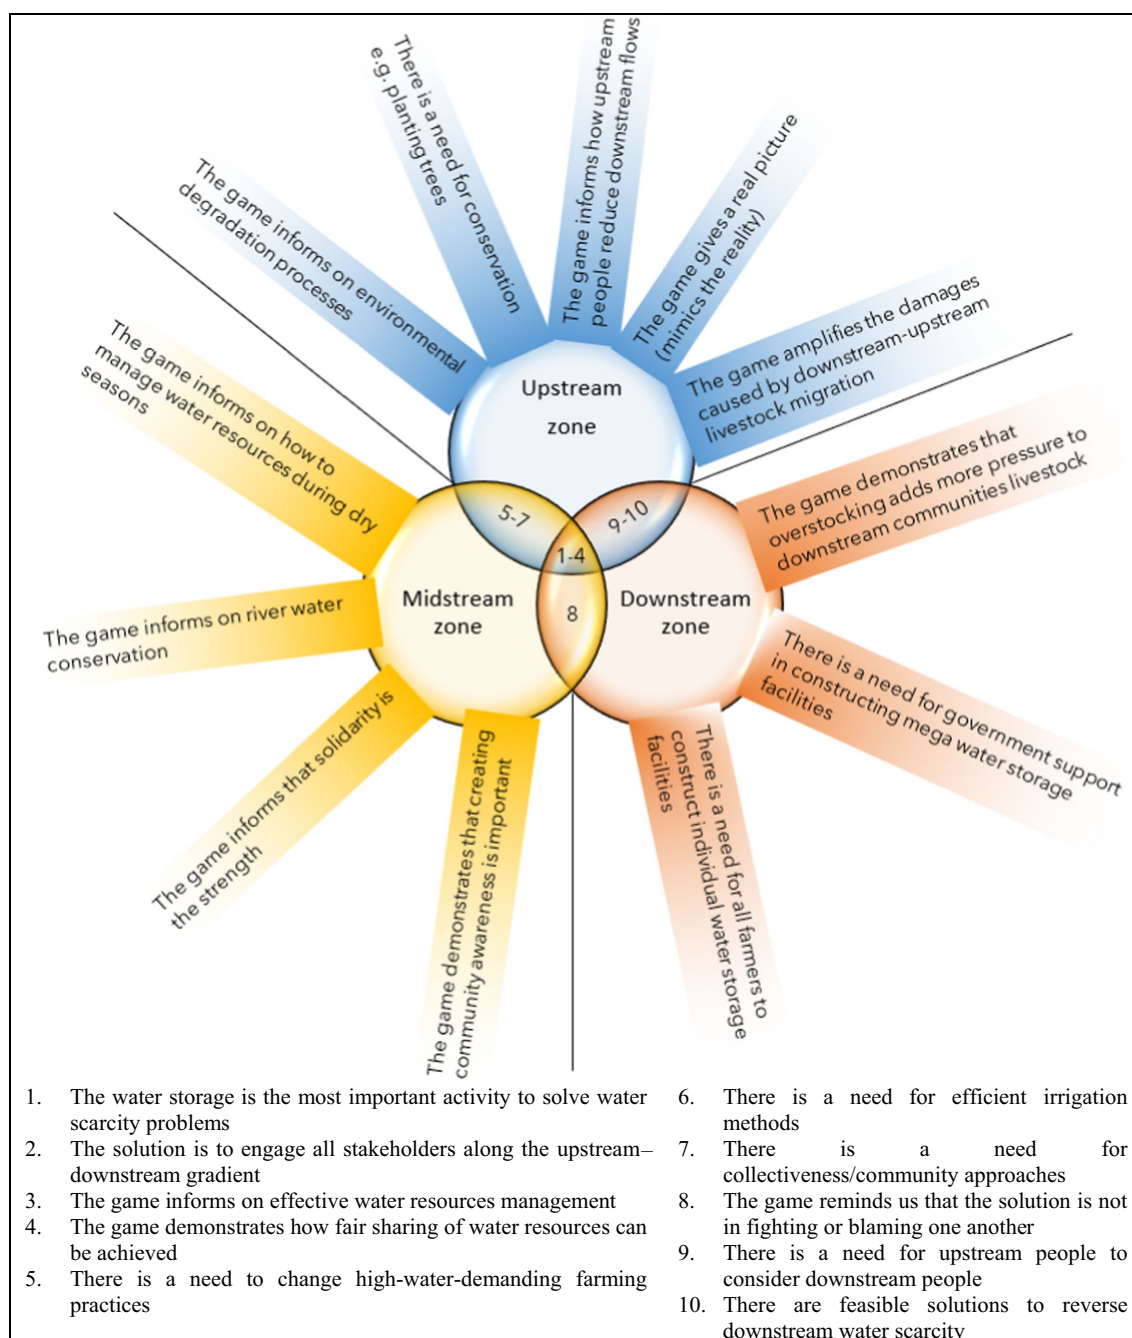 There is a need for conservation
e.g. planting trees
The game informs how upstream
people reduce downstream flows
The game gives a real picture
(mimics the reality)
The game informs on environmental
degradation processes
The game amplifies the damages
caused by downstream-upstream
livestock migration
Upstream
zone
The game informs on how to
manage water resources during dry
seasons
The game demonstrates that
overstocking adds more pressure to
downstream communities livestock
5-7
9-10
1-4
8
Midstream
zone
Downstream
zone
The game informs on river water
conservation
There is a need for government support
in constructing mega water storage
facilities
The game informs that solidarity is
the strength
The game demonstrates that creating
community awareness is important
There is a need for all farmers to
construct individual water storage
facilities
1. The water storage is the most important activity to solve water
scarcity problems
2. The solution is to engage all stakeholders along the upstream–
downstream gradient
3. The game informs on effective water resources management
4. The game demonstrates how fair sharing of water resources can
be achieved
5. There is a need to change high-water-demanding farming
practices
6. There is a need for efficient irrigation
methods
7. There is a need for
collectiveness/community approaches
8. The game reminds us that the solution is not
in fighting or blaming one another
9. There is a need for upstream people to
consider downstream people
10. There are feasible solutions to reverse
downstream water scarcity